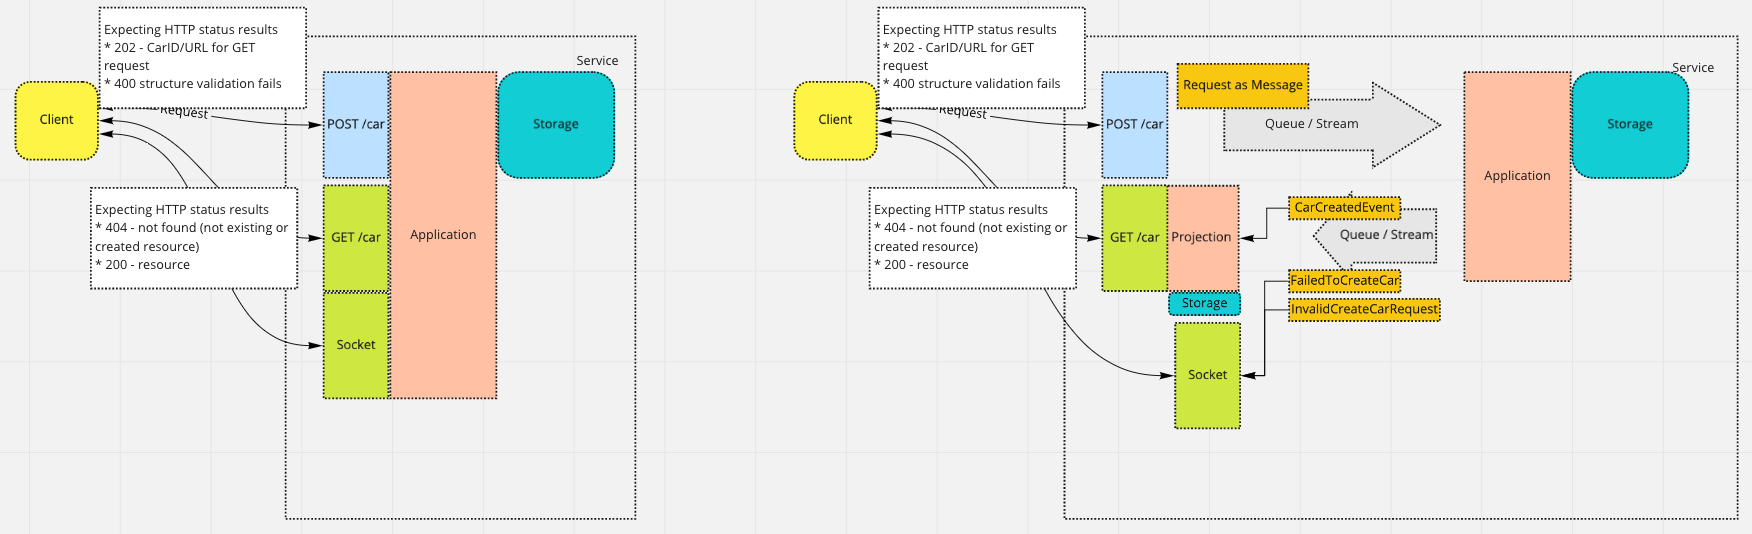 Expecting HTTP status results
* 202 - CarID/URL for GET
request
* 400 structure validation fails
Service
Client
Request
POST /car
Storage
Expecting HTTP status results
* 404 - not found (not existing or
created resource)
* 200 - resource
GET /car
Application
Socket
Expecting HTTP status results
* 202 - CarID/URL for GET
request
* 400 structure validation fails
Service
Client
Request
POST /car
Request as Message
Queue / Stream
Storage
Application
Expecting HTTP status results
* 404 - not found (not existing or
created resource)
* 200 - resource
GET /car
Projection
CarCreatedEvent
Queue / Stream
FailedToCreateCar
Storage
InvalidCreateCarRequest
Socket